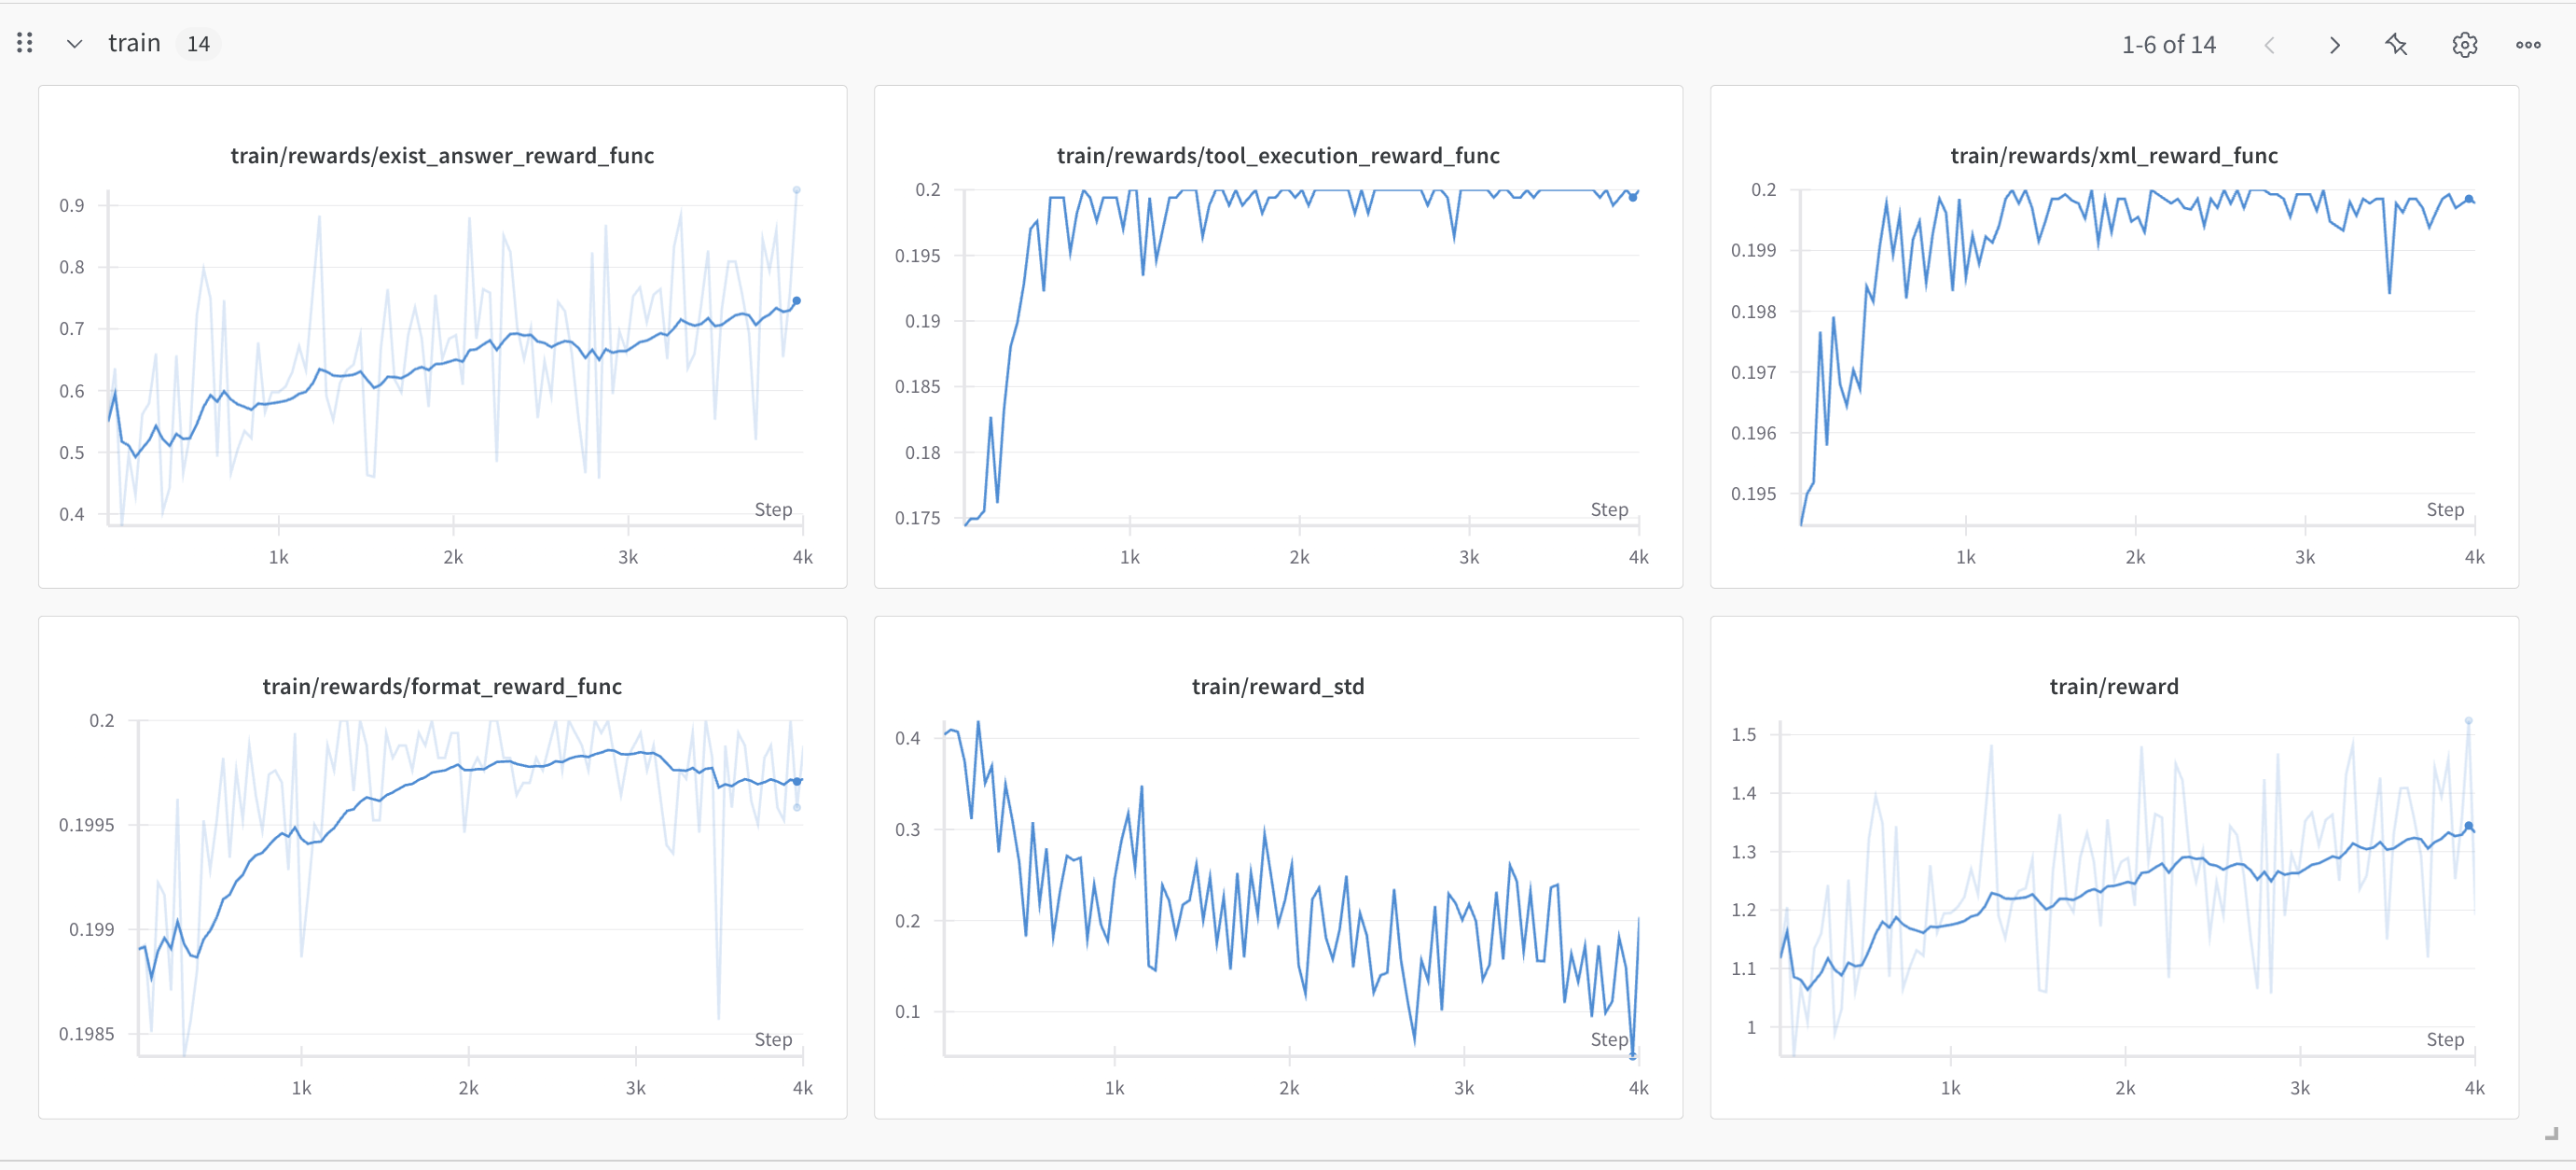 train 14
1-6 of 14
train/rewards/exist_answer_reward_func
0.9
0.8
0.7
0.6
0.5
0.4
Step
1k 2k 3k 4k
train/rewards/tool_execution_reward_func
0.2
0.195
0.19
0.185
0.18
0.175
Step
1k 2k 3k 4k
train/rewards/xml_reward_func
0.2
0.199
0.198
0.197
0.196
0.195
Step
1k 2k 3k 4k
train/rewards/format_reward_func
0.2
0.1995
0.199
0.1985
Step
1k 2k 3k 4k
train/reward_std
0.4
0.3
0.2
0.1
Step
1k 2k 3k 4k
train/reward
1.5
1.4
1.3
1.2
1.1
1
Step
1k 2k 3k 4k